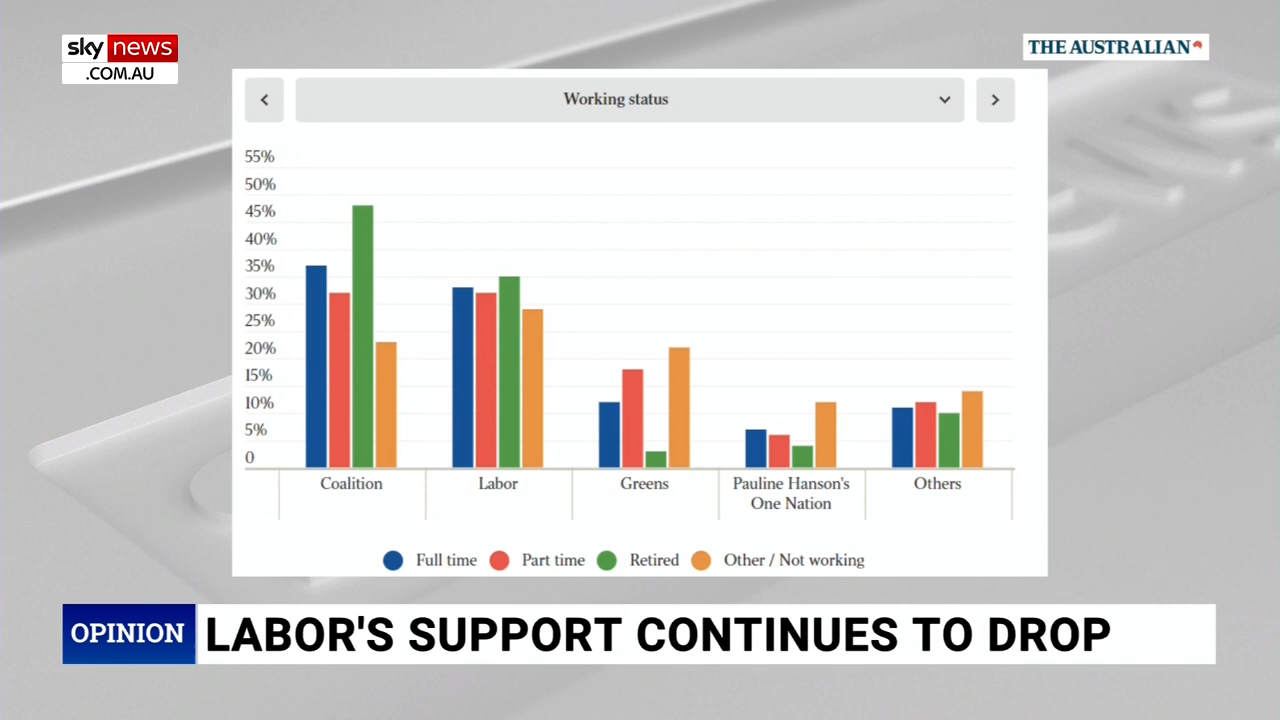 sky news
.COM.AU
THE AUSTRALIAN
Working status
55%
50%
45%
40%
35%
30%
25%
20%
15%
10%
5%
0
Coalition
Labor
Greens
Pauline Hanson's
One Nation
Others
Full time
Part time
Retired
Other / Not working
OPINION
LABOR'S SUPPORT CONTINUES TO DROP